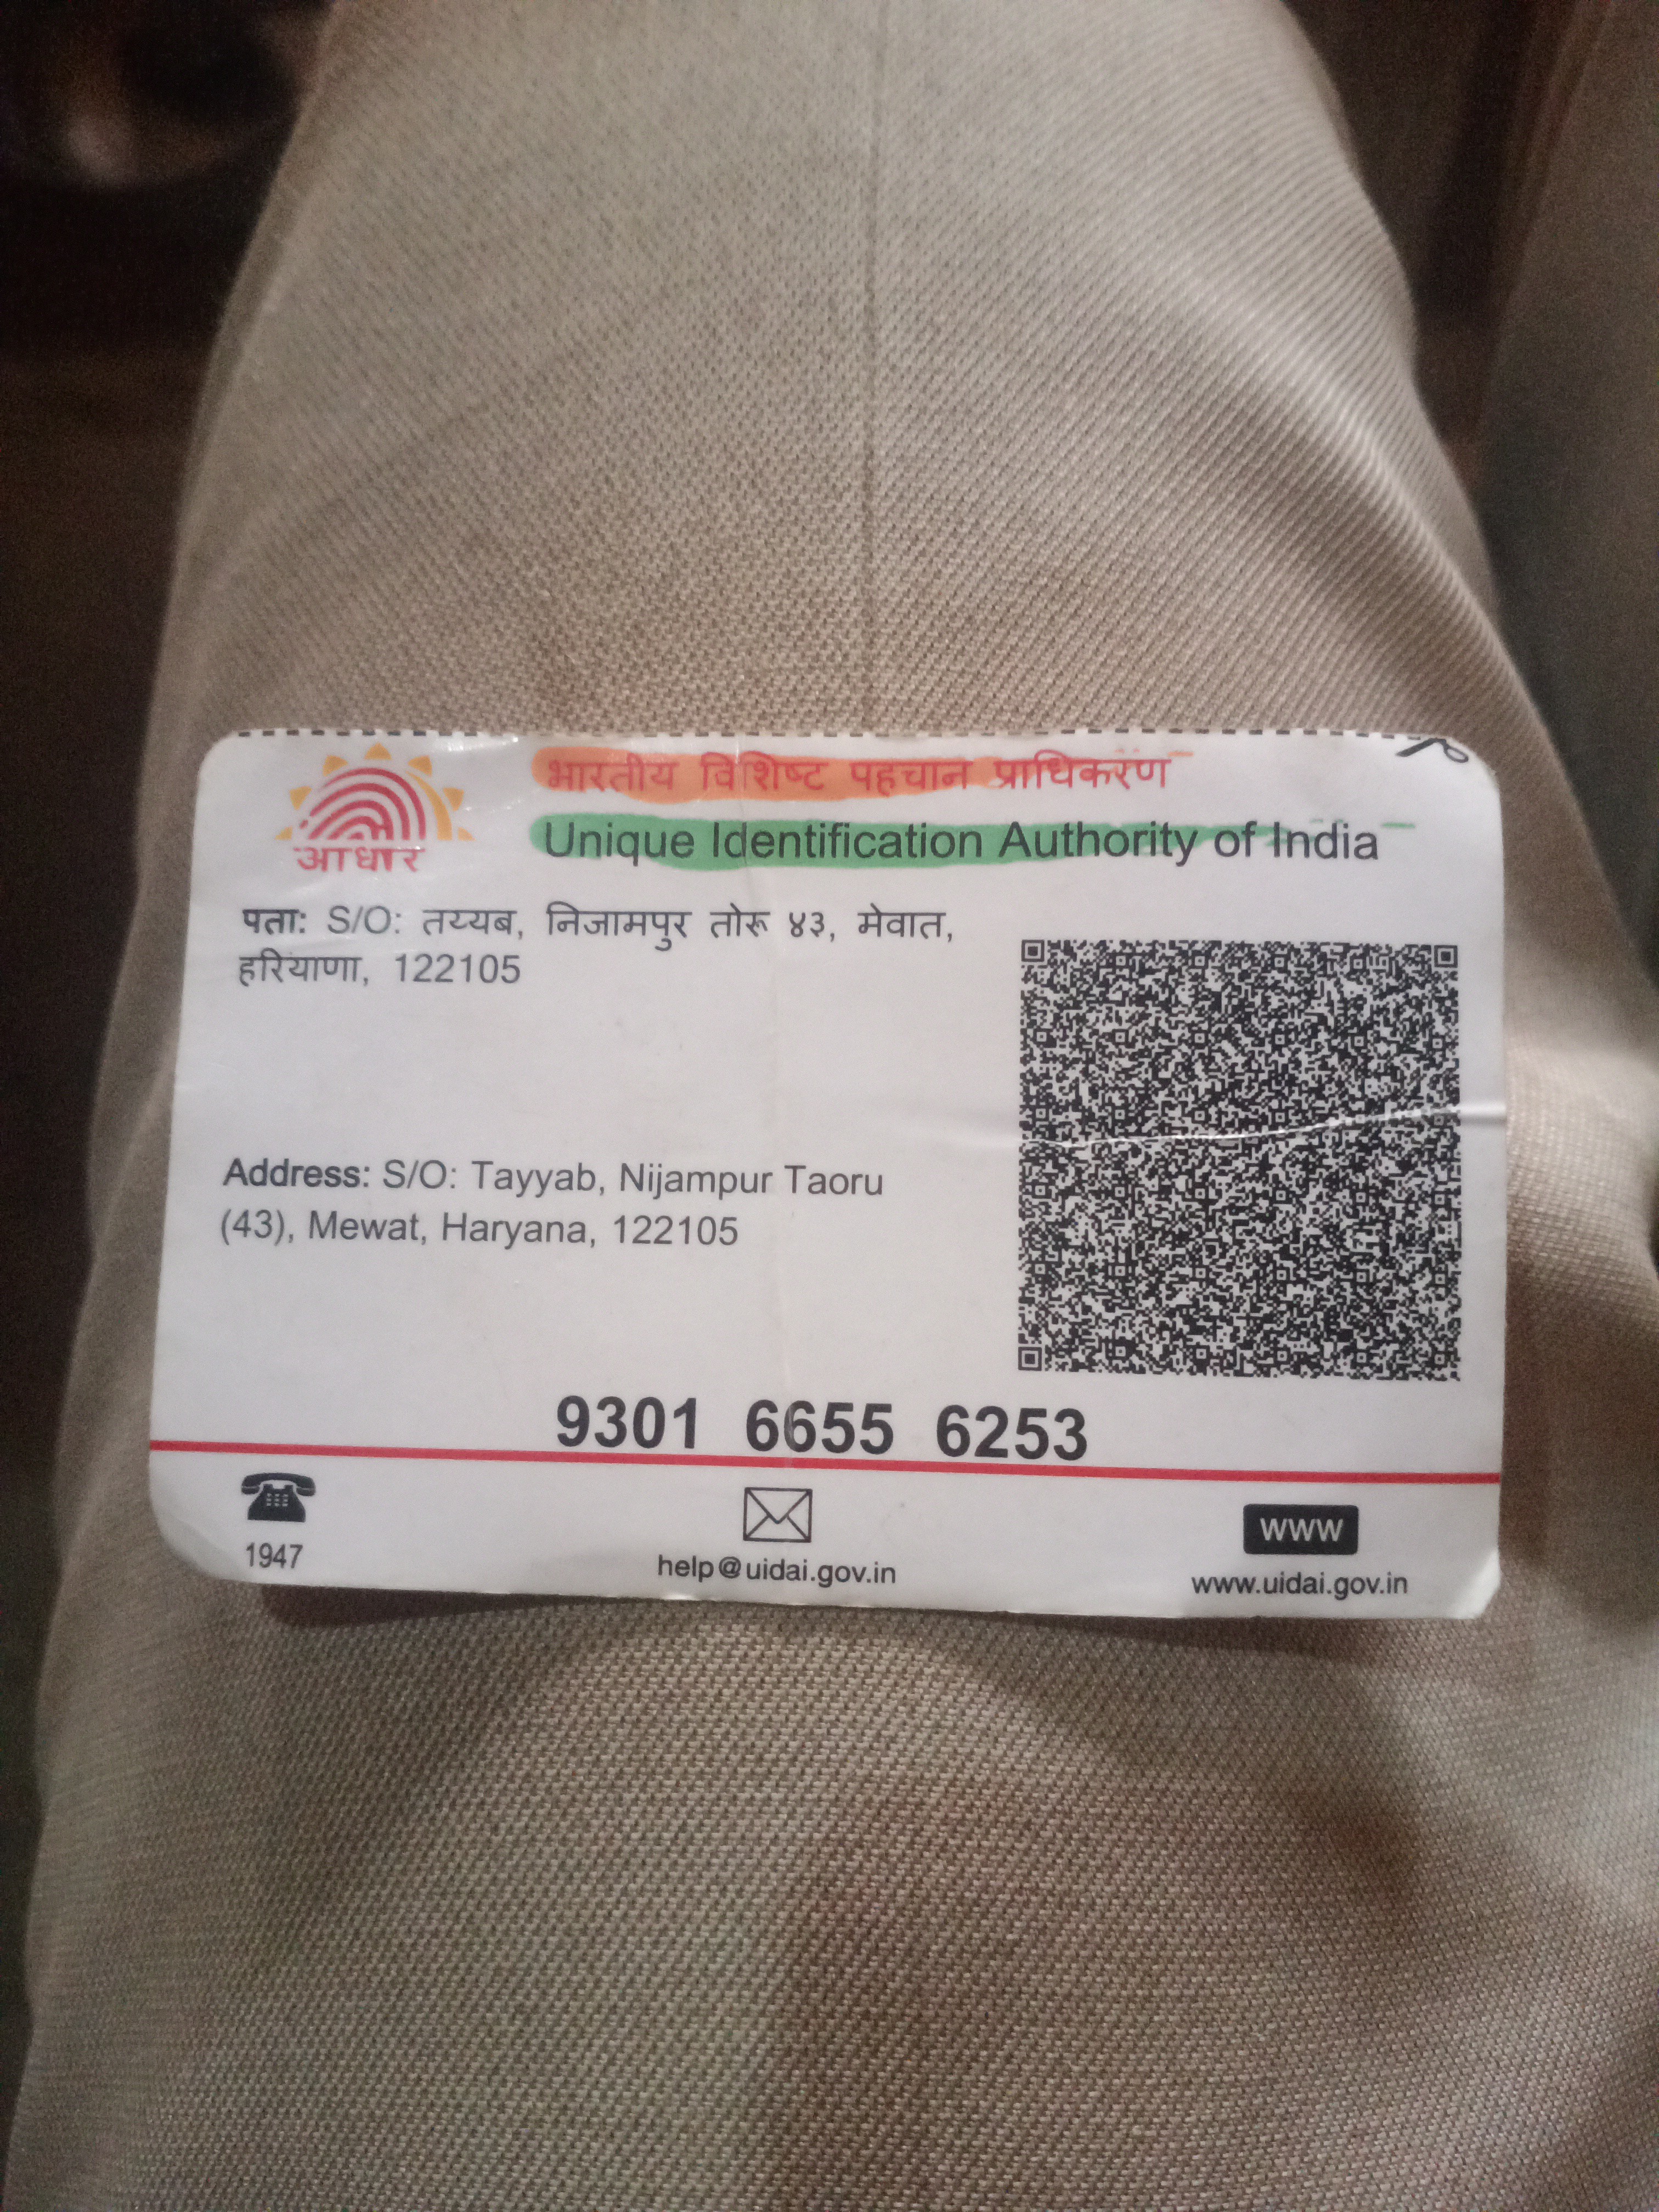 आधार
भारतीय विशिष्ट पहचान प्राधिकरण
Unique Identification Authority of India
पता: S/O: तय्यब, निजामपुर तोरू ४३, मेवात,
हरियाणा, 122105
Address: S/O: Tayyab, Nijampur Taoru
(43), Mewat, Haryana, 122105
9301 6655 6253
1947
help@uidai.gov.in
WWW
www.uidai.gov.in